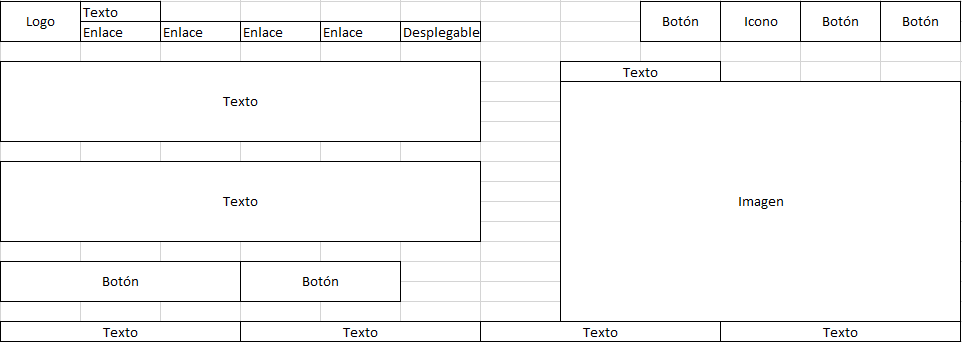 Logo
Texto
Enlace Enlace Enlace Enlace Desplegable
Botón Icono Botón Botón
Texto
Texto
Imagen
Texto
Botón Botón
Texto Texto Texto Texto